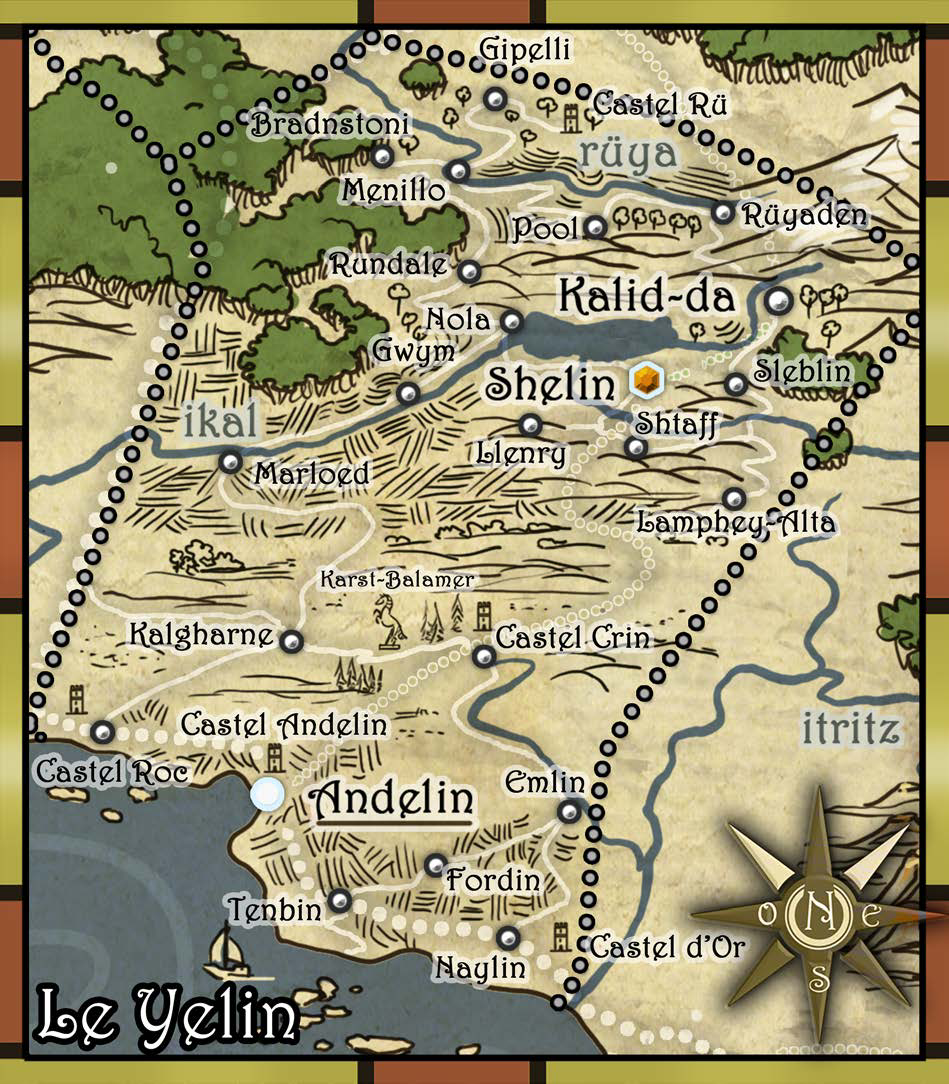 Gipelli
Castel Rü
Bradnstoni
rüya
Menillo
Rüyaden
Pool
Rundale
Kalid-da
Nola
Gwym
Sleblin
Shelin
ikal
Shtaff
Llenry
Marloed
Lamphey-Alta
Karst-Balamer
Kalgharne
Castel Crin
Castel Andelin
itritz
Castel Roc
Emlin
Andelin
Fordin
Tenbin
N
O
E
S
Castel d'Or
Naylin
Le Yelin